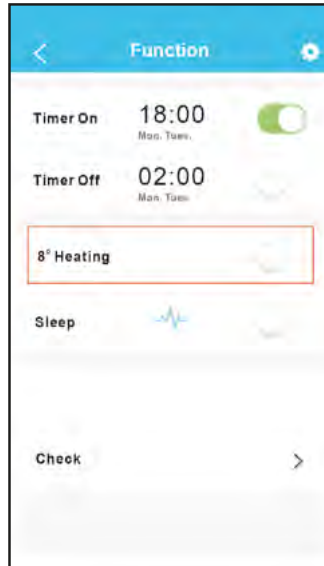 Function
Timer On 18:00
Mon. Tues.
Timer Off 02:00
Mon. Tues.
8° Heating
Sleep
Check